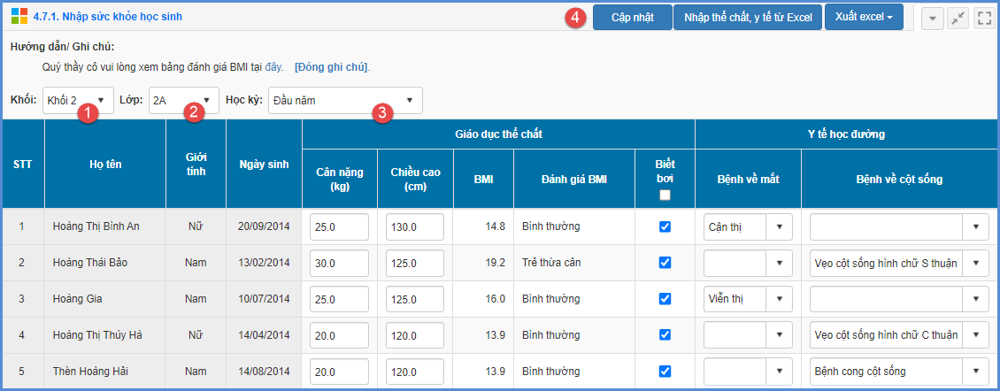 4.7.1. Nhập sức khỏe học sinh
4 Cập nhật Nhập thể chất, y tế từ Excel Xuất excel
Hướng dẫn/ Ghi chú:
Quý thầy cô vui lòng xem bảng đánh giá BMI tại đây. [Đóng ghi chú].
Khối: Khối 2 Lớp: 2A Học kỳ: Đầu năm
1 2 3
STT Họ tên Giới tính Ngày sinh Giáo dục thể chất Y tế học đường
Cân nặng (kg) Chiều cao (cm) BMI Đánh giá BMI Biết bơi Bệnh về mắt Bệnh về cột sống
1 Hoàng Thị Bình An Nữ 20/09/2014 25.0 130.0 14.8 Bình thường Cận thị
2 Hoàng Thái Bảo Nam 13/02/2014 30.0 125.0 19.2 Trẻ thừa cân Vẹo cột sống hình chữ S thuận
3 Hoàng Gia Nam 10/07/2014 25.0 125.0 16.0 Bình thường Viễn thị
4 Hoàng Thị Thúy Hà Nữ 14/04/2014 20.0 120.0 13.9 Bình thường Vẹo cột sống hình chữ C thuận
5 Thèn Hoàng Hải Nam 14/08/2014 20.0 120.0 13.9 Bình thường Bệnh cong cột sống